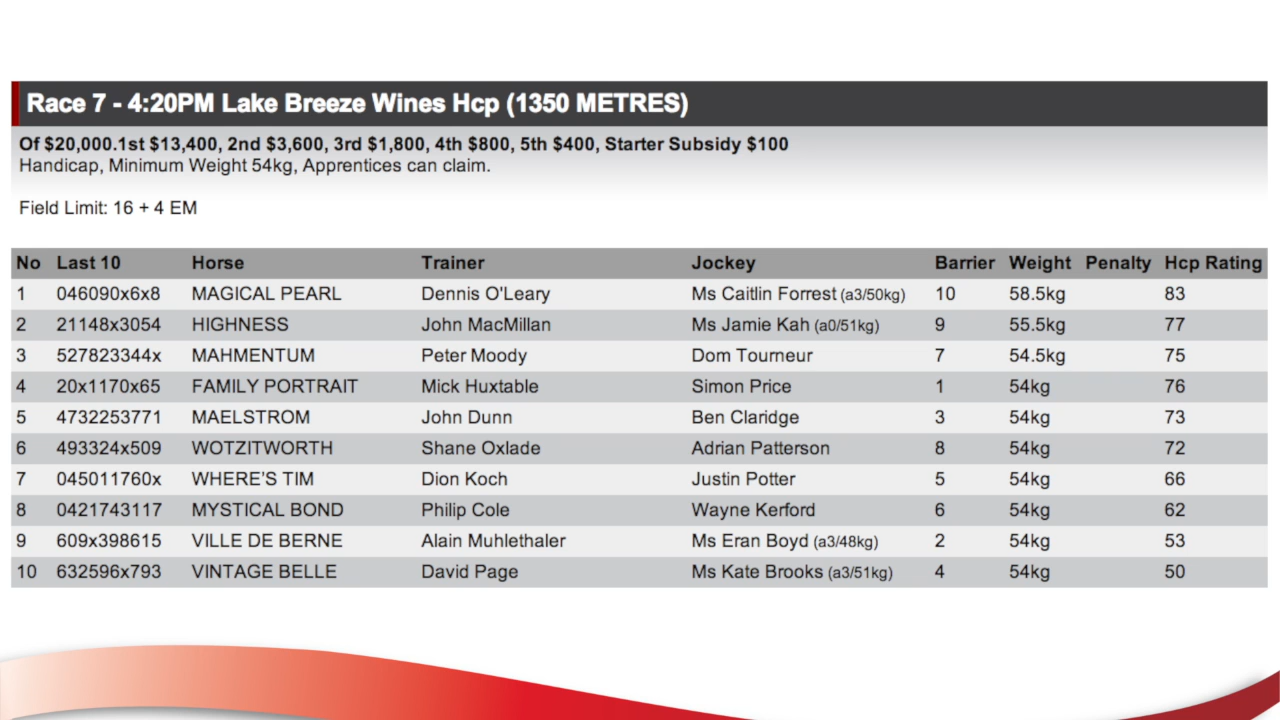 Race 7 - 4:20PM Lake Breeze Wines Hcp (1350 METRES)
Of $20,000.1st $13,400, 2nd $3,600, 3rd $1,800, 4th $800, 5th $400, Starter Subsidy $100
Handicap, Minimum Weight 54kg, Apprentices can claim.
Field Limit: 16 + 4 EM
No Last 10 Horse Trainer Jockey Barrier Weight Penalty Hcp Rating
1 046090x6x8 MAGICAL PEARL Dennis O'Leary Ms Caitlin Forrest (a3/50kg) 10 58.5kg 83
2 21148x3054 HIGHNESS John MacMillan Ms Jamie Kah (a0/51kg) 9 55.5kg 77
3 527823344x MAHMENTUM Peter Moody Dom Tourneur 7 54.5kg 75
4 20x1170x65 FAMILY PORTRAIT Mick Huxtable Simon Price 1 54kg 76
5 4732253771 MAELSTROM John Dunn Ben Claridge 3 54kg 73
6 493324x509 WOTZITWORTH Shane Oxlade Adrian Patterson 8 54kg 72
7 045011760x WHERE'S TIM Dion Koch Justin Potter 5 54kg 66
8 0421743117 MYSTICAL BOND Philip Cole Wayne Kerford 6 54kg 62
9 609x398615 VILLE DE BERNE Alain Muhlethaler Ms Eran Boyd (a3/48kg) 2 54kg 53
10 632596x793 VINTAGE BELLE David Page Ms Kate Brooks (a3/51kg) 4 54kg 50